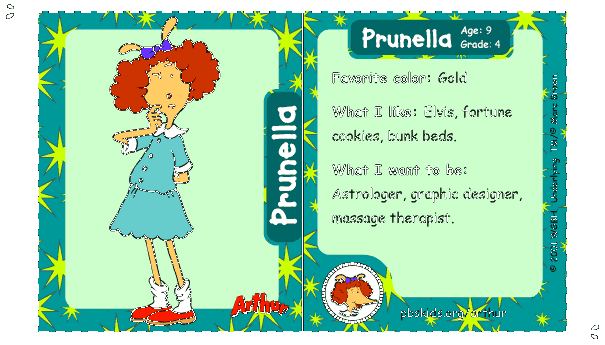 Prunella
Arthur
Prunella
Age: 9
Grade: 4
Favorite color: Gold
What I like: Elvis, fortune
cookies, bunk beds.
What I want to be:
Astrologer, graphic designer,
massage therapist.
pbskids.org/arthur